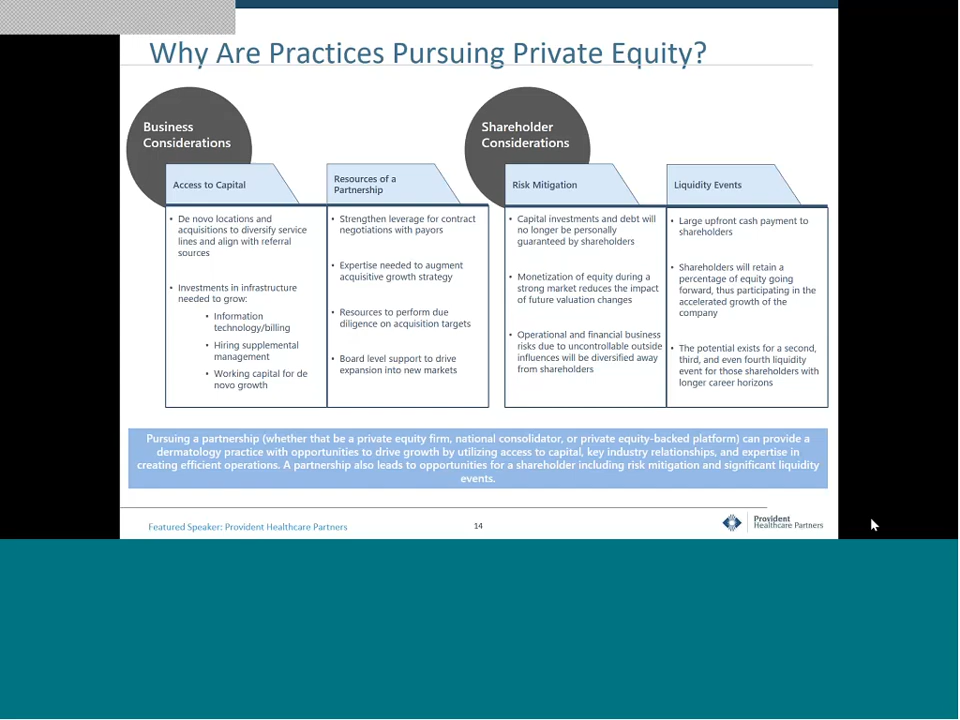 Why Are Practices Pursuing Private Equity?
Business
Considerations
Access to Capital
• De novo locations and
acquisitions to diversify service
lines and align with referral
sources
• Investments in infrastructure
needed to grow:
• Information
technology/billing
• Hiring supplemental
management
• Working capital for de
novo growth
Resources of a
Partnership
• Strengthen leverage for contract
negotiations with payors
• Expertise needed to augment
acquisitive growth strategy
• Resources to perform due
diligence on acquisition targets
• Board level support to drive
expansion into new markets
Shareholder
Considerations
Risk Mitigation
• Capital investments and debt will
no longer be personally
guaranteed by shareholders
• Monetization of equity during a
strong market reduces the impact
of future valuation changes
• Operational and financial business
risks due to uncontrollable outside
influences will be diversified away
from shareholders
Liquidity Events
• Large upfront cash payment to
shareholders
• Shareholders will retain a
percentage of equity going
forward, thus participating in the
accelerated growth of the
company
• The potential exists for a second,
third, and even fourth liquidity
event for those shareholders with
longer career horizons
Pursuing a partnership (whether that be a private equity firm, national consolidator, or private equity-backed platform) can provide a
dermatology practice with opportunities to drive growth by utilizing access to capital, key industry relationships, and expertise in
creating efficient operations. A partnership also leads to opportunities for a shareholder including risk mitigation and significant liquidity
events.
Featured Speaker: Provident Healthcare Partners
14
Provident
Healthcare Partners